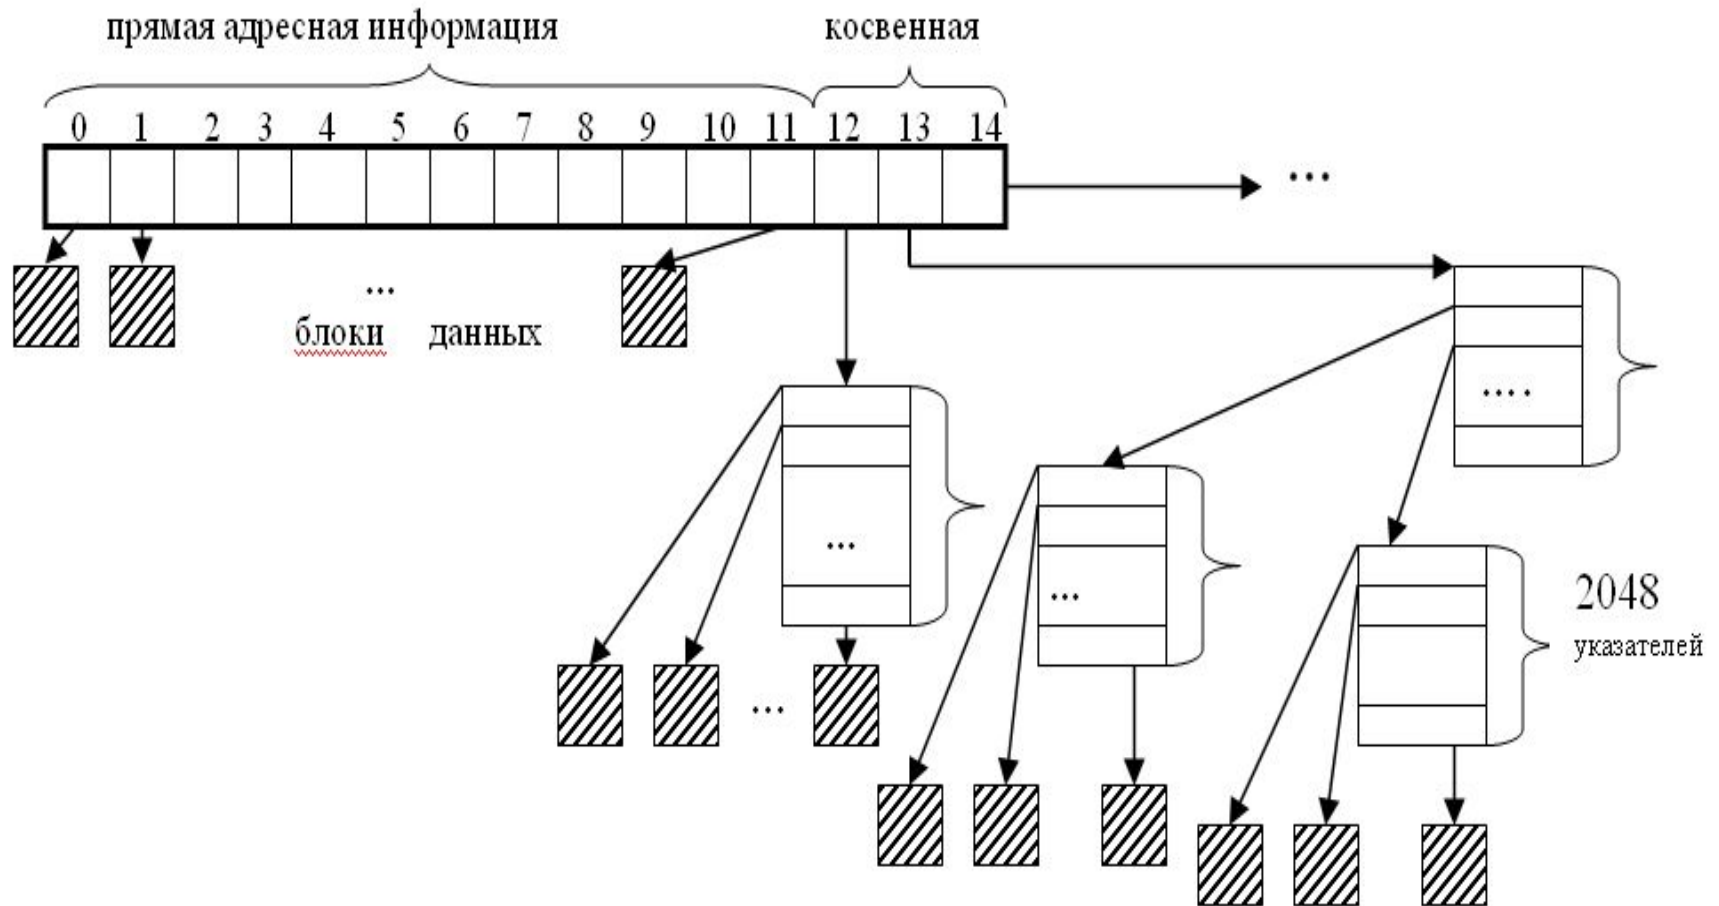 прямая адресная информация
косвенная
0 1 2 3 4 5 6 7 8 9 10 11 12 13 14
...
...
блоки данных
....
...
...
2048
указателей
...